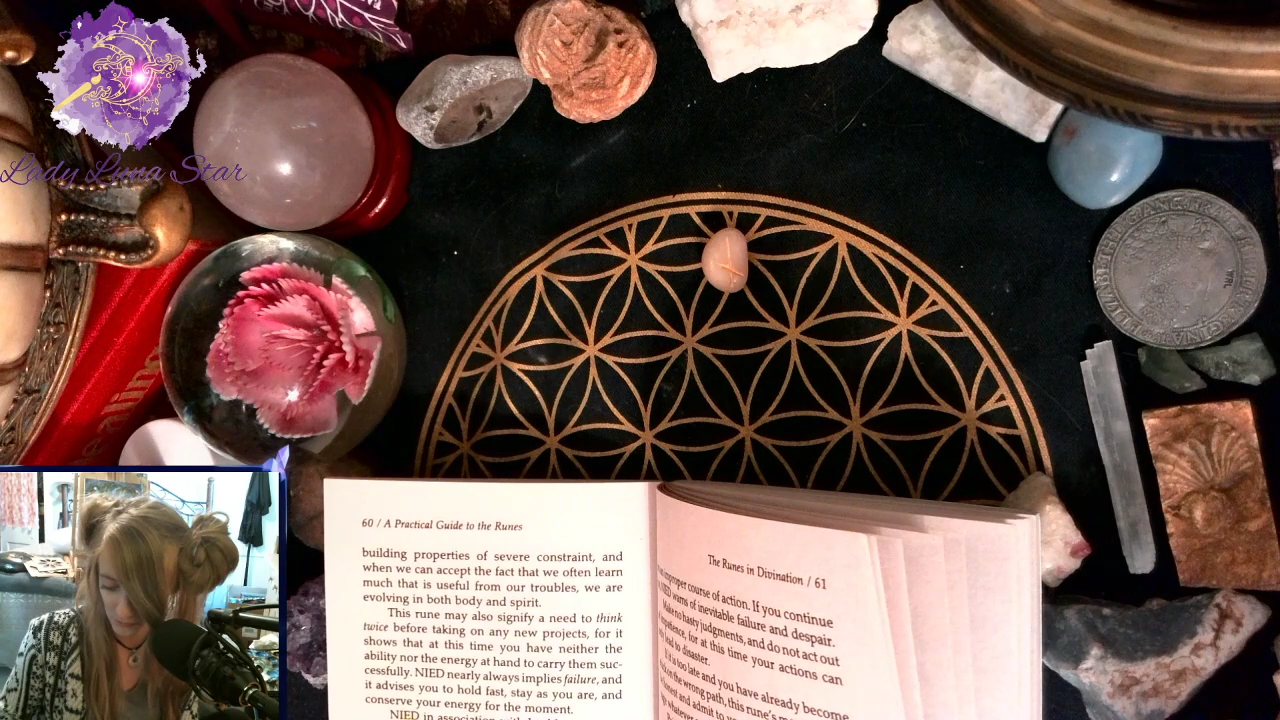 Lady Luna Star
60 / A Practical Guide to the Runes
building properties of severe constraint, and
when we can accept the fact that we often learn
much that is useful from our troubles, we are
evolving in both body and spirit.
This rune may also signify a need to think
twice before taking on any new projects, for it
shows that at this time you have neither the
ability nor the energy at hand to carry them suc-
cessfully. NIED nearly always implies failure, and
it advises you to hold fast, stay as you are, and
conserve your energy for the moment.
NIED in association with
The Runes in Divination / 61
improper course of action. If you continue
NIED warns of inevitable failure and despair.
Make no hasty judgments, and do not act out
for at this time your actions can
lead to disaster.
If it is too late and you have already become
on the wrong path, this rune's
and admit to
whatever